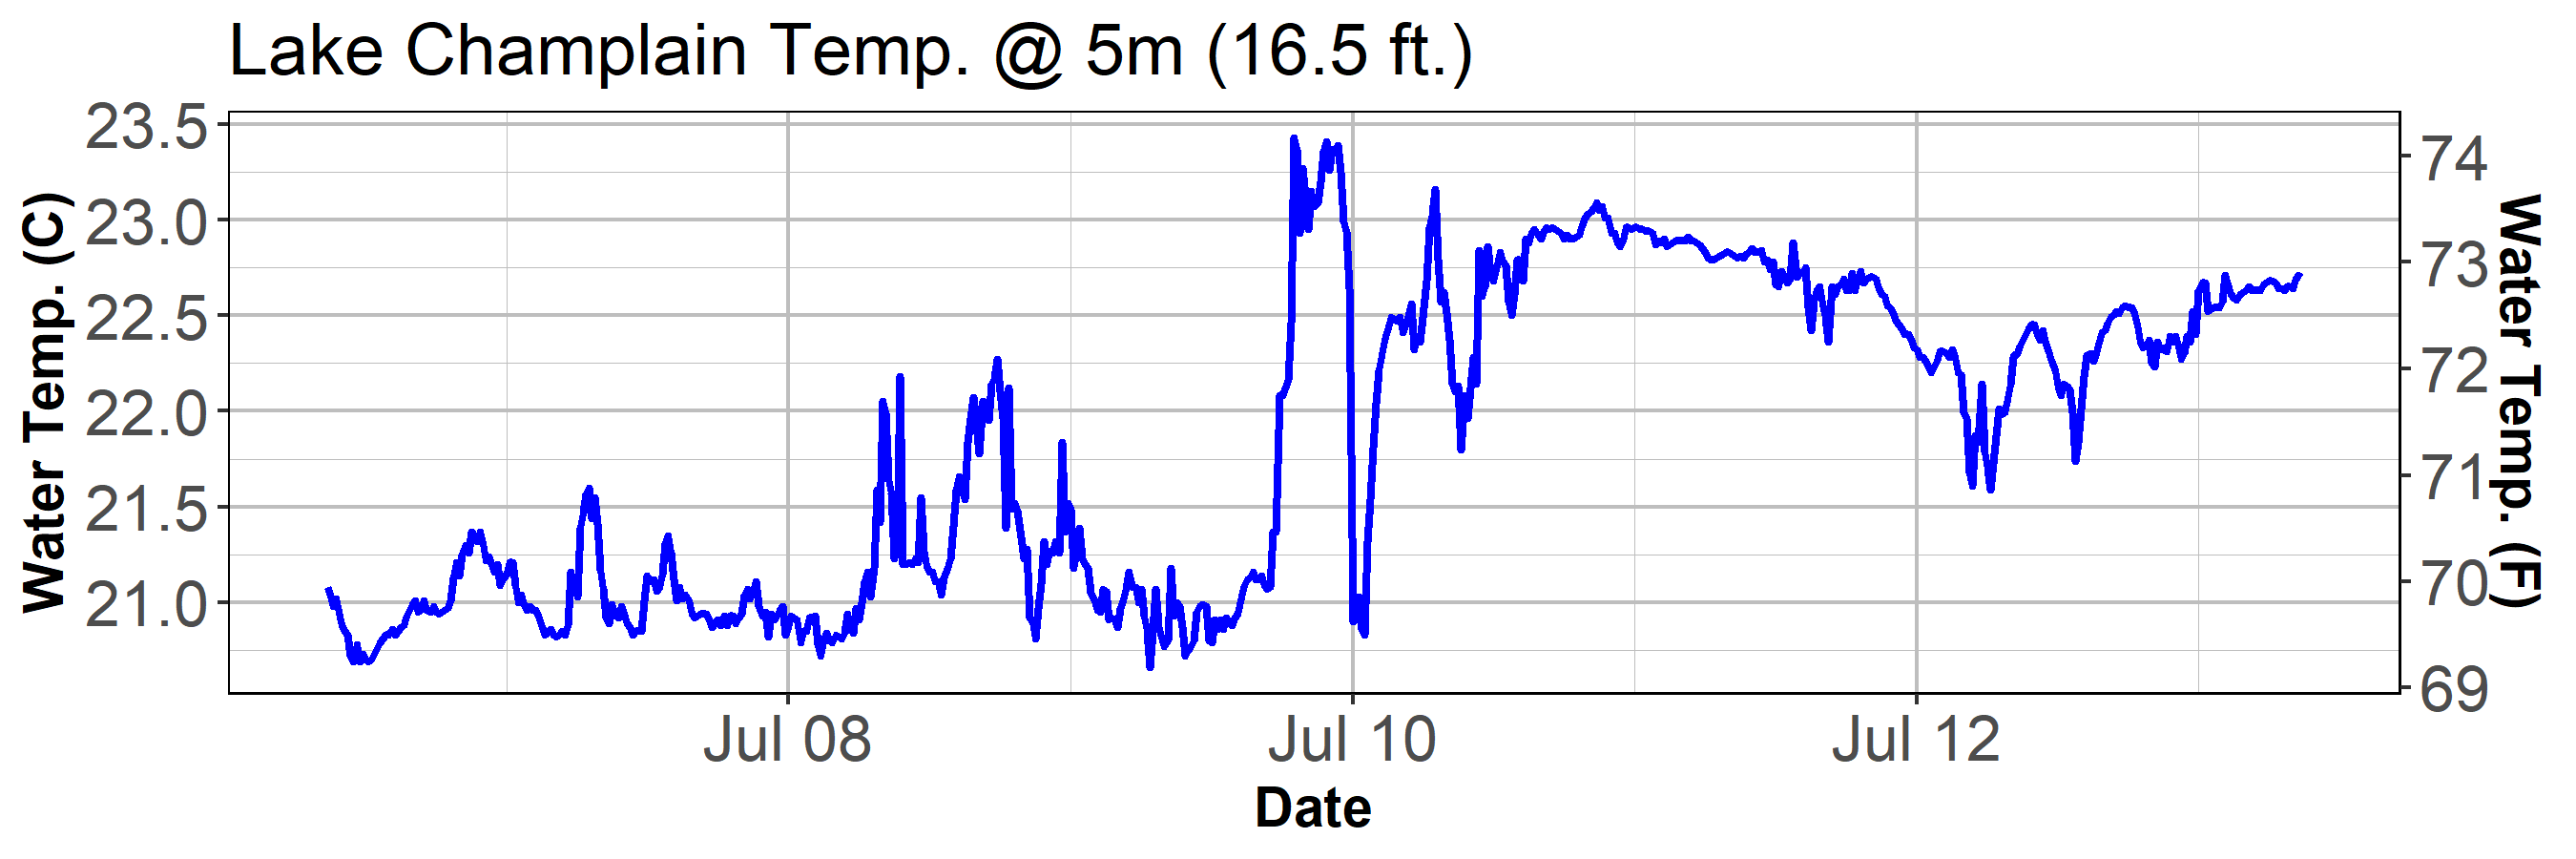 Lake Champlain Temp. @ 5m (16.5 ft.)
Water Temp. (C)
23.5
23.0
22.5
22.0
21.5
21.0
74
73
72
71
70
69
Water Temp. (F)
Jul 08
Jul 10
Jul 12
Date